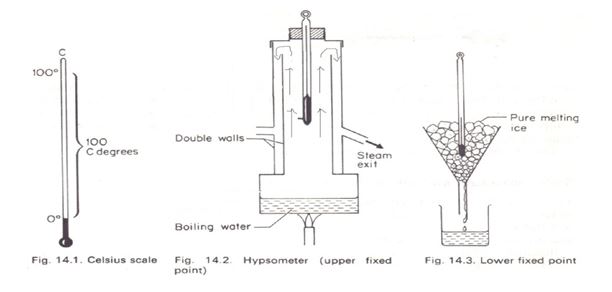 C
100°
100
C degrees
0°
Fig. 14.1. Celsius scale
Double walls
Steam
exit
Boiling water
Fig. 14.2. Hypsometer (upper fixed
point)
Pure melting
ice
Fig. 14.3. Lower fixed point